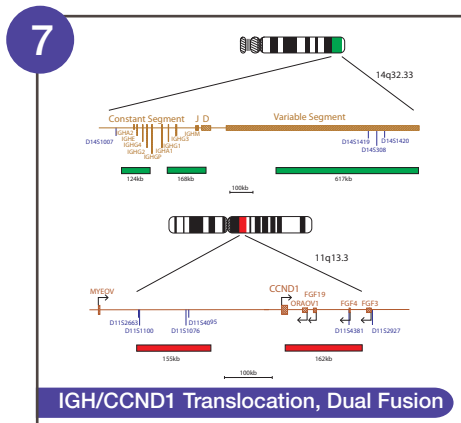 7
14q32.33
Constant Segment J D Variable Segment
D14S1007
IGHA2
IGHE
IGHG4
IGHG2
IGHGP
IGHA1
IGHG1
IGHG3
IGHM
D14S1419
D14S308
D14S1420
124kb 168kb 617kb
100kb
11q13.3
MYEOV CCND1
FGF19
ORAOV1 FGF4 FGF3
D11S2663 D11S4095 D11S4381 D11S2927
D11S1100 D11S1076
155kb 162kb
100kb
IGH/CCND1 Translocation, Dual Fusion